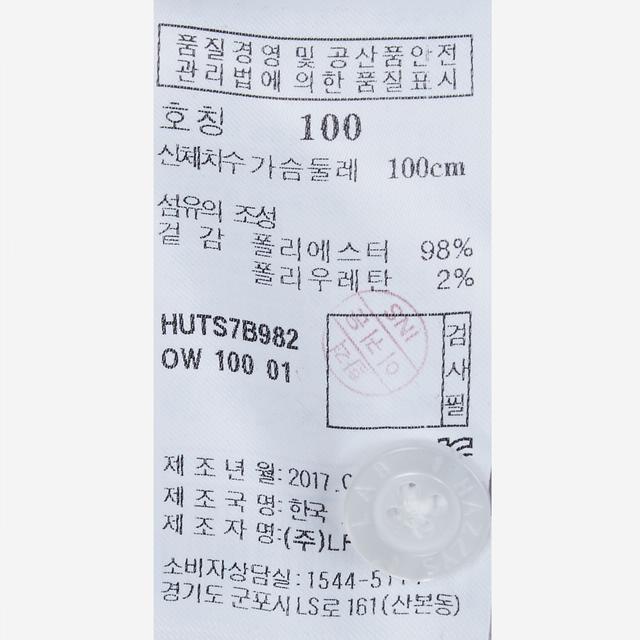 품질경영 및 공산품안전
관리법에 의한 품질표시
호칭 100
신체치수 가슴둘레 100cm
섬유의 조성
겉감 폴리에스터 98%
폴리우레탄 2%
HUTS7B982
OW 100 01
검사필
제조년월: 2017.
제조국명: 한국
제조자명: (주)LF
소비자상담실: 1544-
경기도 군포시 LS로 161(산본동)